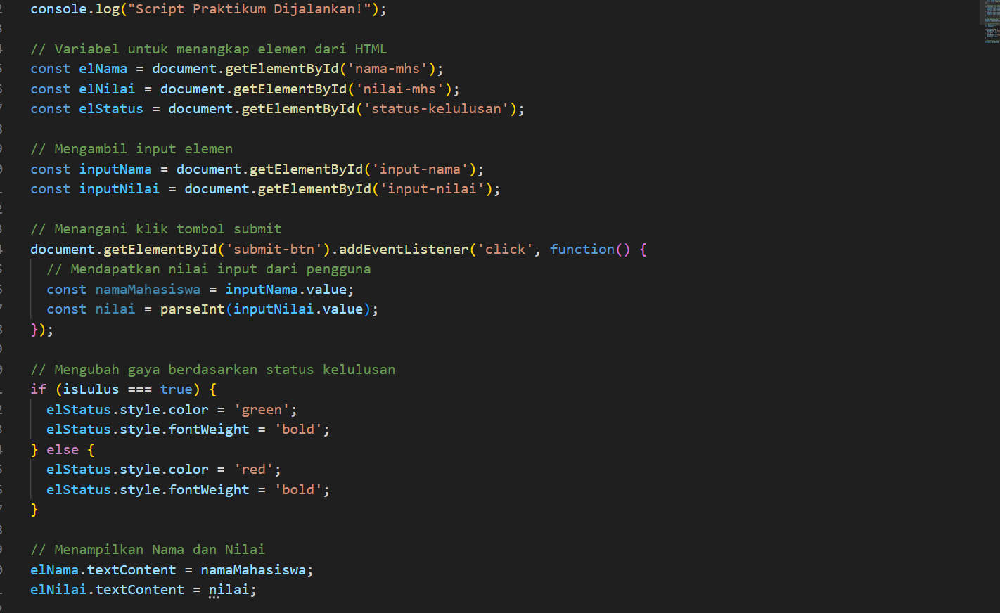 console.log("Script Praktikum Dijalankan!");
// Variabel untuk menangkap elemen dari HTML
const elNama = document.getElementById('nama-mhs');
const elNilai = document.getElementById('nilai-mhs');
const elStatus = document.getElementById('status-kelulusan');
// Mengambil input elemen
const inputNama = document.getElementById('input-nama');
const inputNilai = document.getElementById('input-nilai');
// Menangani klik tombol submit
document.getElementById('submit-btn').addEventListener('click', function() {
  // Mendapatkan nilai input dari pengguna
  const namaMahasiswa = inputNama.value;
  const nilai = parseInt(inputNilai.value);
});
// Mengubah gaya berdasarkan status kelulusan
if (isLulus === true) {
  elStatus.style.color = 'green';
  elStatus.style.fontWeight = 'bold';
} else {
  elStatus.style.color = 'red';
  elStatus.style.fontWeight = 'bold';
}
// Menampilkan Nama dan Nilai
elNama.textContent = namaMahasiswa;
elNilai.textContent = nilai;